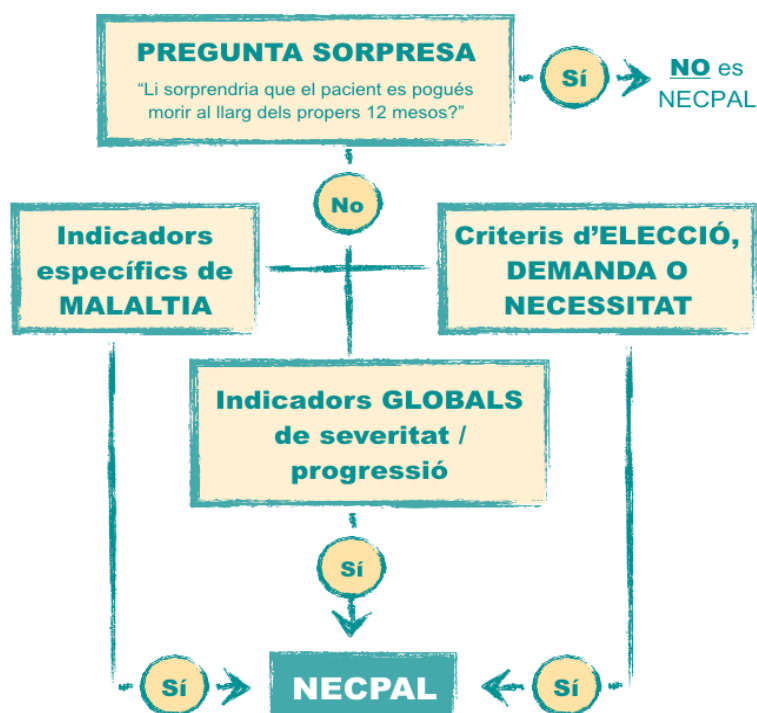 PREGUNTA SORPRESA
“Li sorprendria que el pacient es pogués
morir al llarg dels propers 12 mesos?”
Sí
NO es
NECPAL
No
Indicadors
específics de
MALALTIA
Criteris d’ELECCIÓ,
DEMANDA O
NECESSITAT
Indicadors GLOBALS
de severitat /
progressió
Sí
Sí
NECPAL
Sí